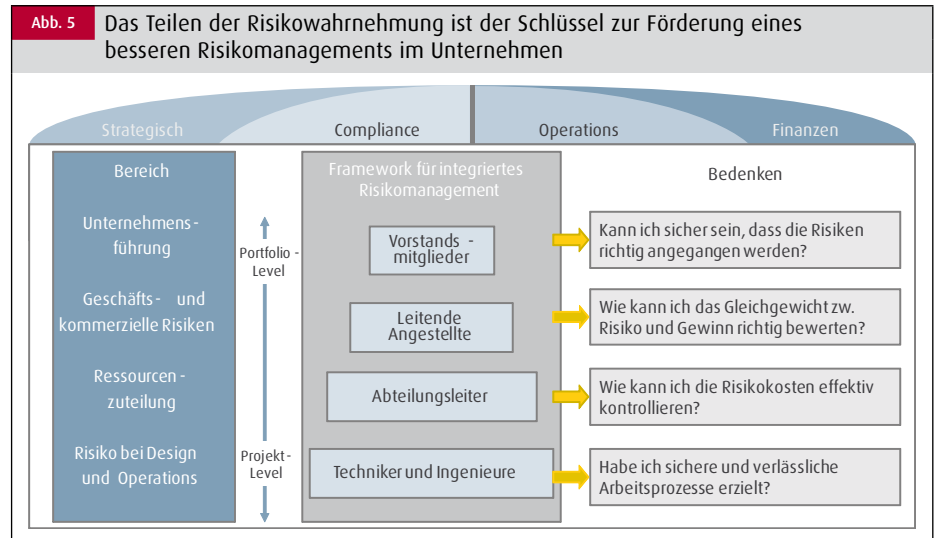 Abb. 5
Das Teilen der Risikowahrnehmung ist der Schlüssel zur Förderung eines
besseren Risikomanagements im Unternehmen
Strategisch
Compliance
Operations
Finanzen
Bereich
Unternehmens-
führung
Geschäfts- und
kommerzielle Risiken
Ressourcen-
zuteilung
Risiko bei Design
und Operations
Portfolio-
Level
Projekt-
Level
Framework für integriertes
Risikomanagement
Vorstands-
mitglieder
Leitende
Angestellte
Abteilungsleiter
Techniker und Ingenieure
Bedenken
Kann ich sicher sein, dass die Risiken
richtig angegangen werden?
Wie kann ich das Gleichgewicht zw.
Risiko und Gewinn richtig bewerten?
Wie kann ich die Risikokosten effektiv
kontrollieren?
Habe ich sichere und verlässliche
Arbeitsprozesse erzielt?